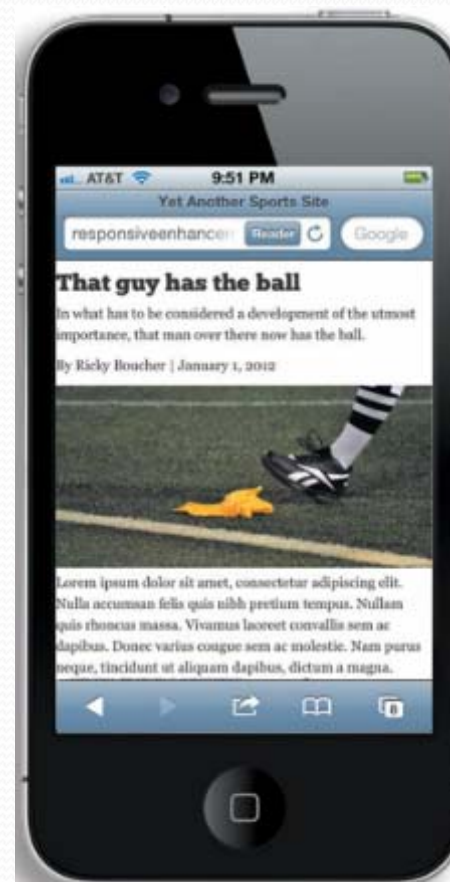 AT&T 9:51 PM
Yet Another Sports Site
responsiveenhancem Reader Google
That guy has the ball
In what has to be considered a development of the utmost
importance, that man over there now has the ball.
By Ricky Boucher | January 1, 2012
Lorem ipsum dolor sit amet, consectetur adipiscing elit.
Nulla accumsan felis quis nibh pretium tempus. Nullam
quis rhoncus massa. Vivamus laoreet convallis sem ac
dapibus. Donec varius congue sem ac molestie. Nam purus
neque, tincidunt ut aliquam dapibus, dictum a magna.
8